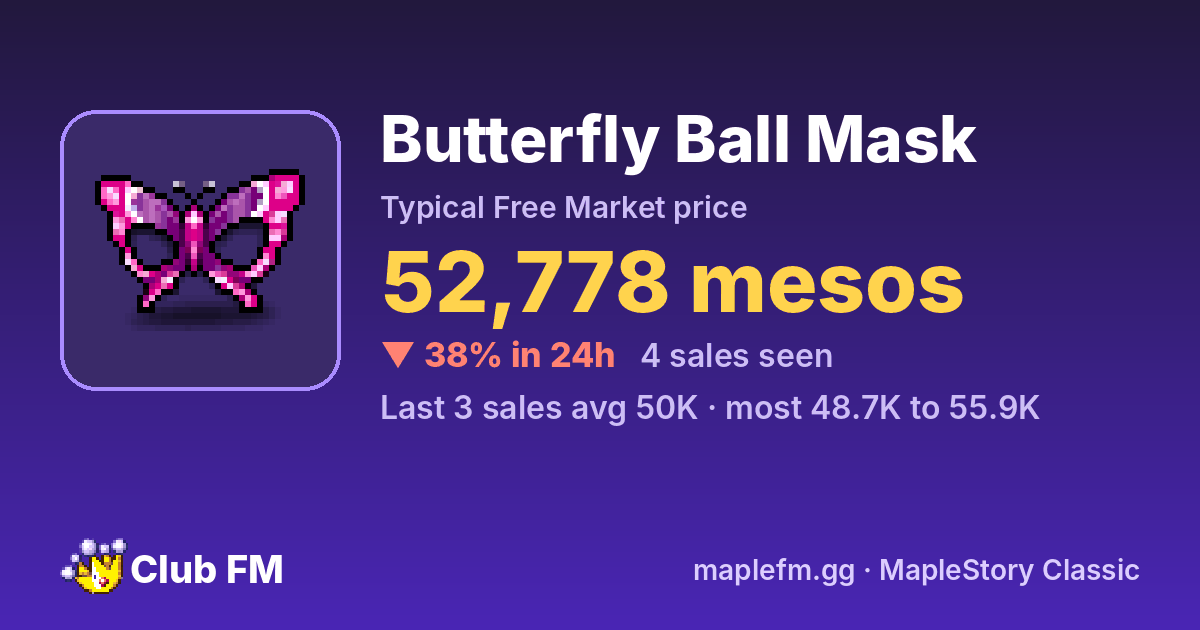 Butterfly Ball Mask
Typical Free Market price
52,778 mesos
▼ 38% in 24h 4 sales seen
Last 3 sales avg 50K · most 48.7K to 55.9K
Club FM
maplefm.gg · MapleStory Classic